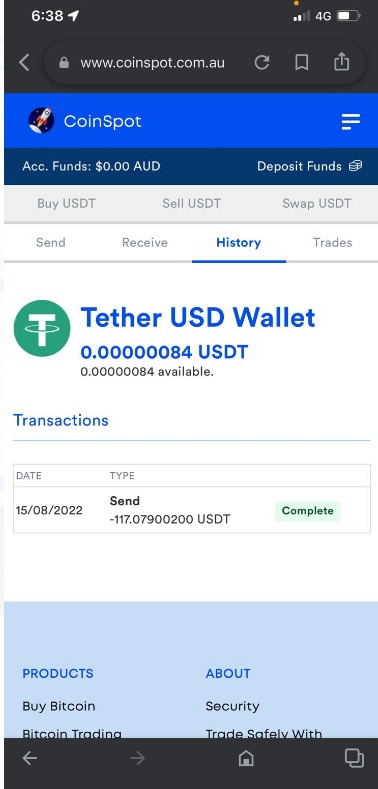 6:38
4G
www.coinspot.com.au
CoinSpot
Acc. Funds: $0.00 AUD Deposit Funds
Buy USDT Sell USDT Swap USDT
Send Receive History Trades
Tether USD Wallet
0.00000084 USDT
0.00000084 available.
Transactions
DATE TYPE
15/08/2022 Send Complete
-117.07900200 USDT
PRODUCTS ABOUT
Buy Bitcoin Security
Bitcoin Trading Trade Safely With